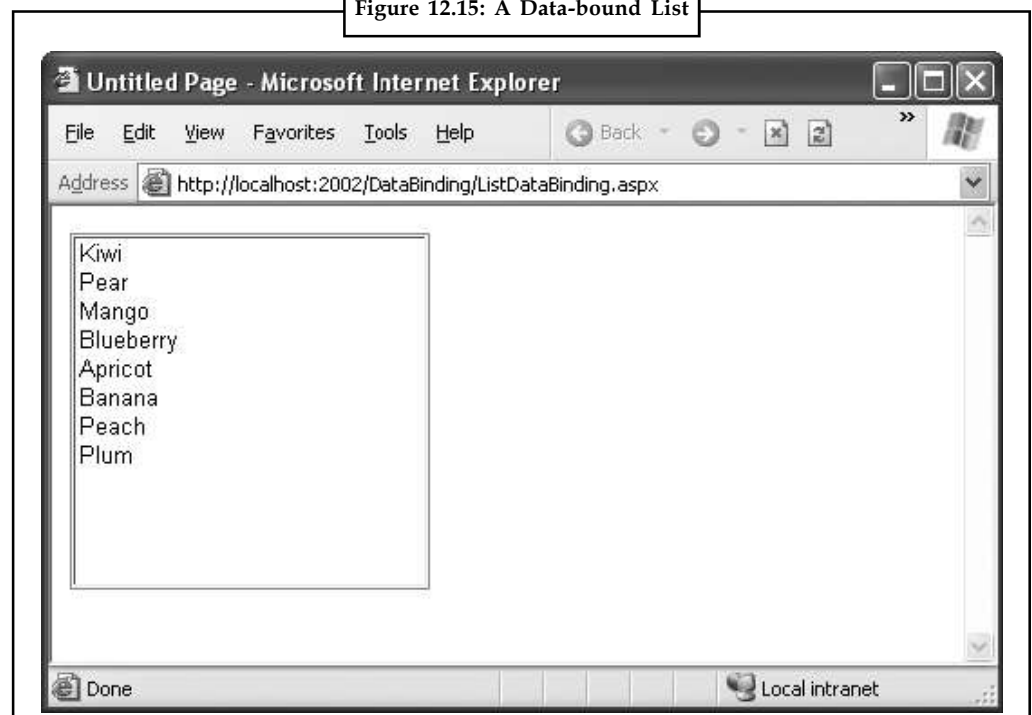 Figure 12.15: A Data-bound List
Untitled Page - Microsoft Internet Explorer
File Edit View Favorites Tools Help Back »
Address http://localhost:2002/DataBinding/ListDataBinding.aspx
Kiwi
Pear
Mango
Blueberry
Apricot
Banana
Peach
Plum
Done Local intranet